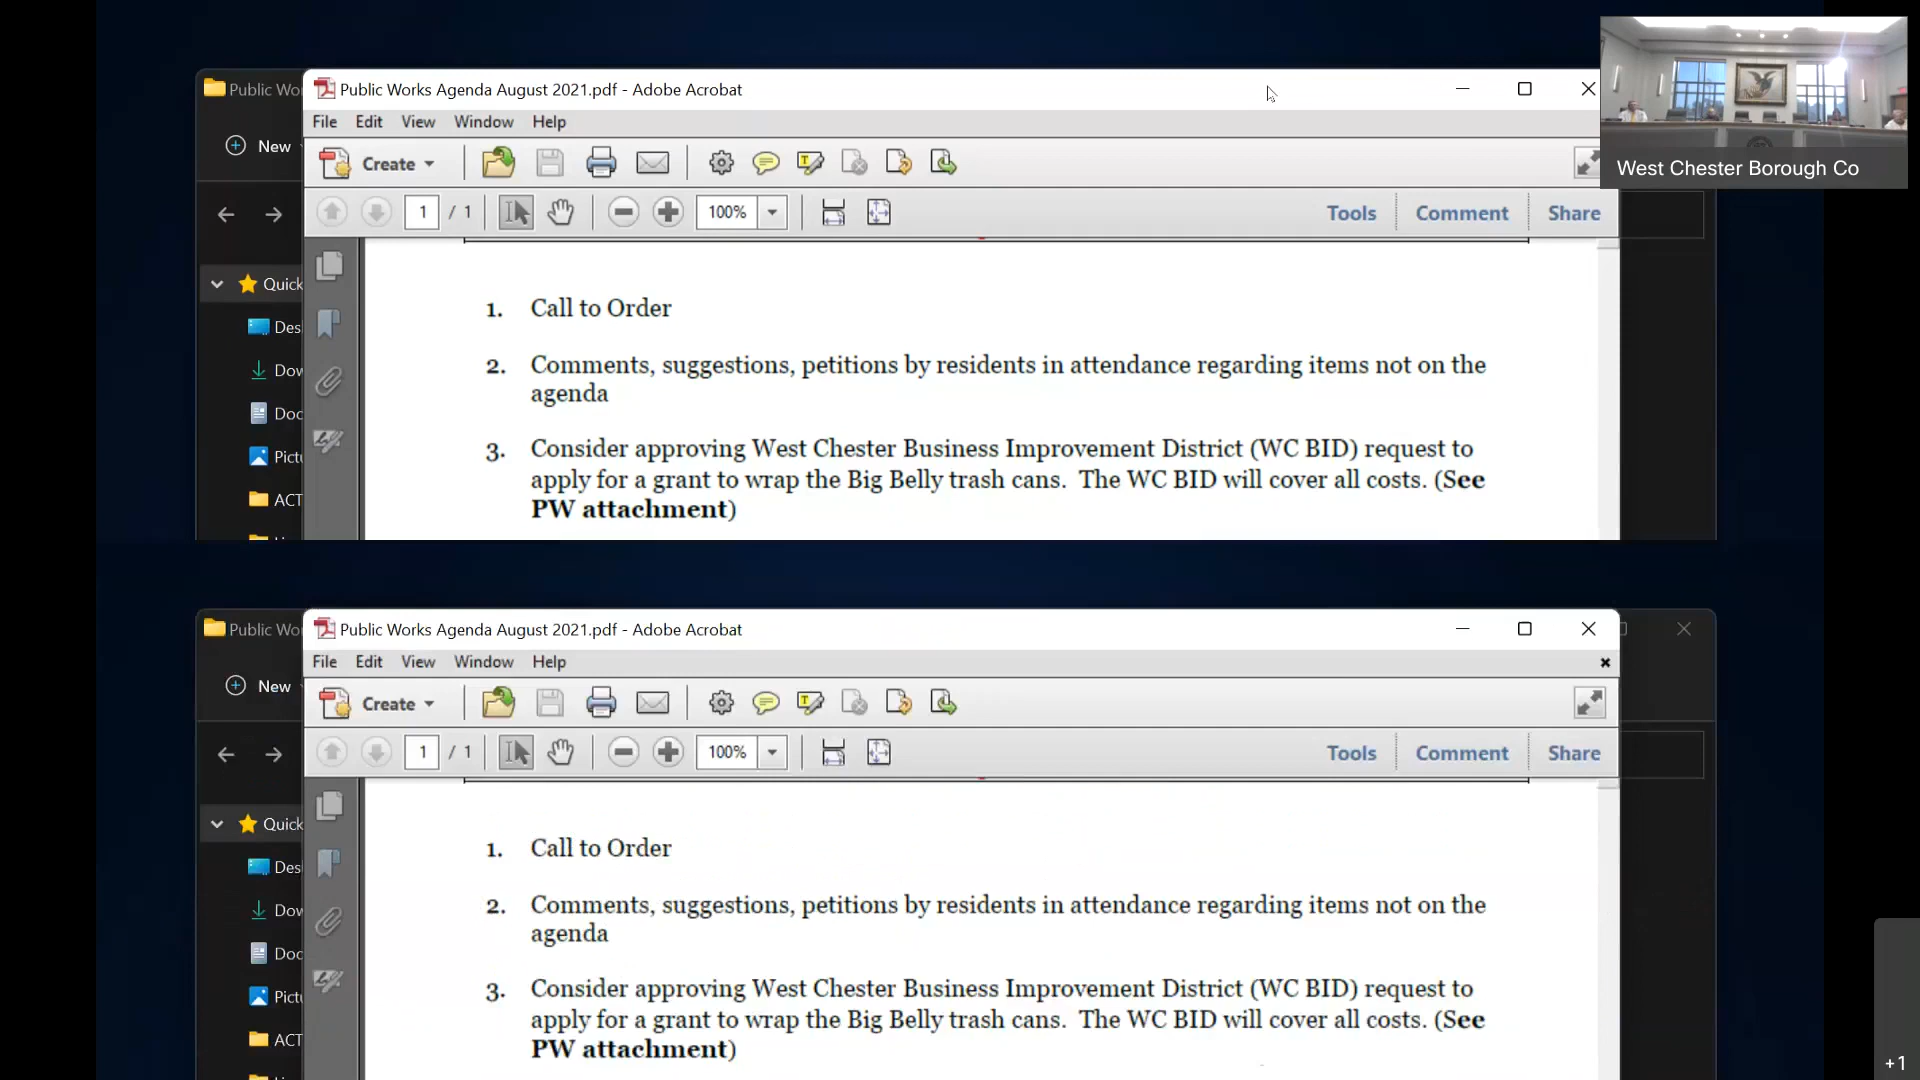 Public Wo
Public Works Agenda August 2021.pdf - Adobe Acrobat
File Edit View Window Help
New
Create
West Chester Borough Co
1 / 1
100%
Tools Comment Share
Quick
1. Call to Order
Des
2. Comments, suggestions, petitions by residents in attendance regarding items not on the
agenda
Dow
Doc
3. Consider approving West Chester Business Improvement District (WC BID) request to
apply for a grant to wrap the Big Belly trash cans. The WC BID will cover all costs. (See
PW attachment)
Pictu
ACT
Public Wo
Public Works Agenda August 2021.pdf - Adobe Acrobat
File Edit View Window Help
New
Create
1 / 1
100%
Tools Comment Share
Quick
1. Call to Order
Des
2. Comments, suggestions, petitions by residents in attendance regarding items not on the
agenda
Dow
Doc
3. Consider approving West Chester Business Improvement District (WC BID) request to
apply for a grant to wrap the Big Belly trash cans. The WC BID will cover all costs. (See
PW attachment)
Pictu
ACT
+1